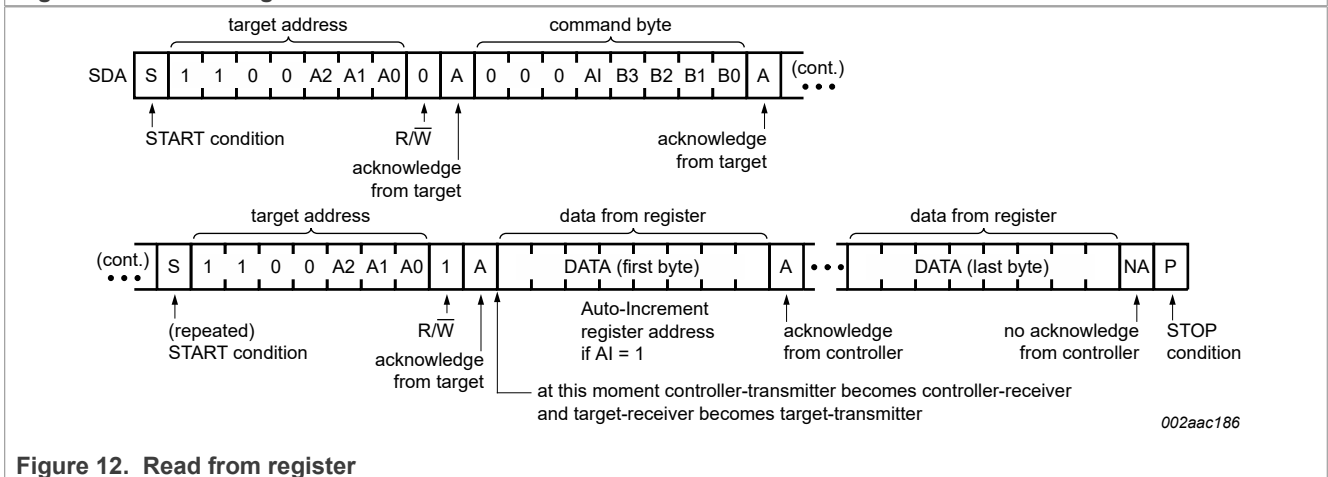 target address command byte
SDA S 1 1 0 0 A2 A1 A0 0 A 0 0 0 AI B3 B2 B1 B0 A (cont.)
START condition R/W̅ acknowledge
from target
acknowledge
from target
target address data from register data from register
(cont.) S 1 1 0 0 A2 A1 A0 1 A DATA (first byte) A DATA (last byte) NA P
(repeated)
START condition
R/W̅
acknowledge
from target
Auto-Increment
register address
if AI = 1
acknowledge
from controller
no acknowledge
from controller
STOP
condition
at this moment controller-transmitter becomes controller-receiver
and target-receiver becomes target-transmitter
002aac186
Figure 12. Read from register